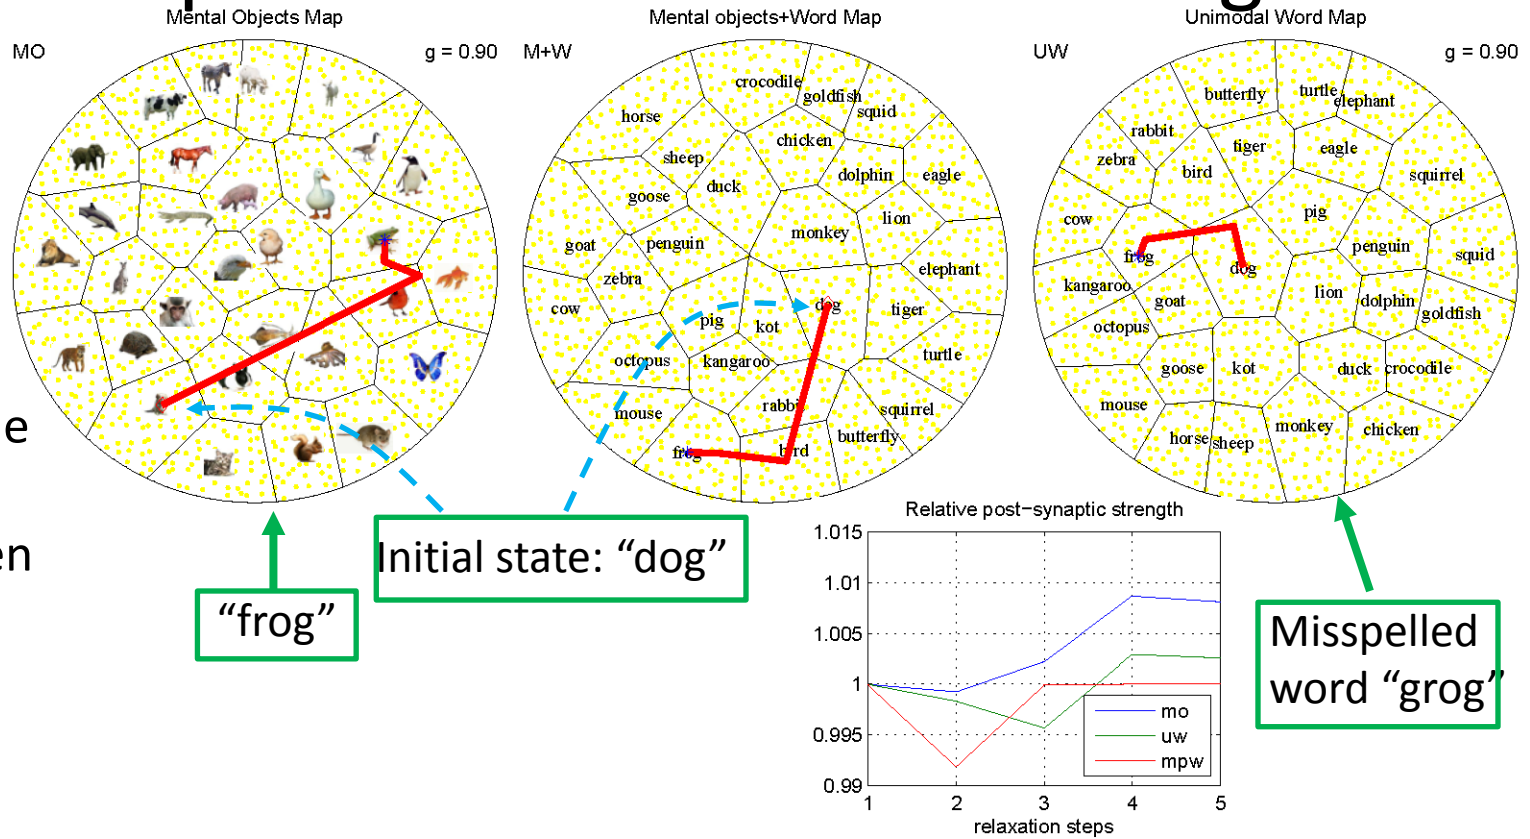 Mental Objects Map
Mental objects+Word Map
Unimodal Word Map
MO
g = 0.90
M+W
UW
g = 0.90
crocodile
goldfish
squid
horse
chicken
sheep
duck
dolphin
eagle
goose
lion
monkey
goat
penguin
zebra
elephant
cow
dog
tiger
pig
kot
octopus
kangaroo
turtle
mouse
rabbit
squirrel
butterfly
frog
bird
butterfly
turtle
elephant
rabbit
tiger
eagle
zebra
bird
squirrel
cow
pig
frog
dog
penguin
squid
kangaroo
goat
lion
dolphin
goldfish
octopus
goose
kot
duck
crocodile
mouse
horse
sheep
monkey
chicken
e
en
"frog"
Initial state: "dog"
Misspelled
word "grog"
Relative post-synaptic strength
1.015
1.01
1.005
1
0.995
0.99
mo
uw
mpw
1 2 3 4 5
relaxation steps